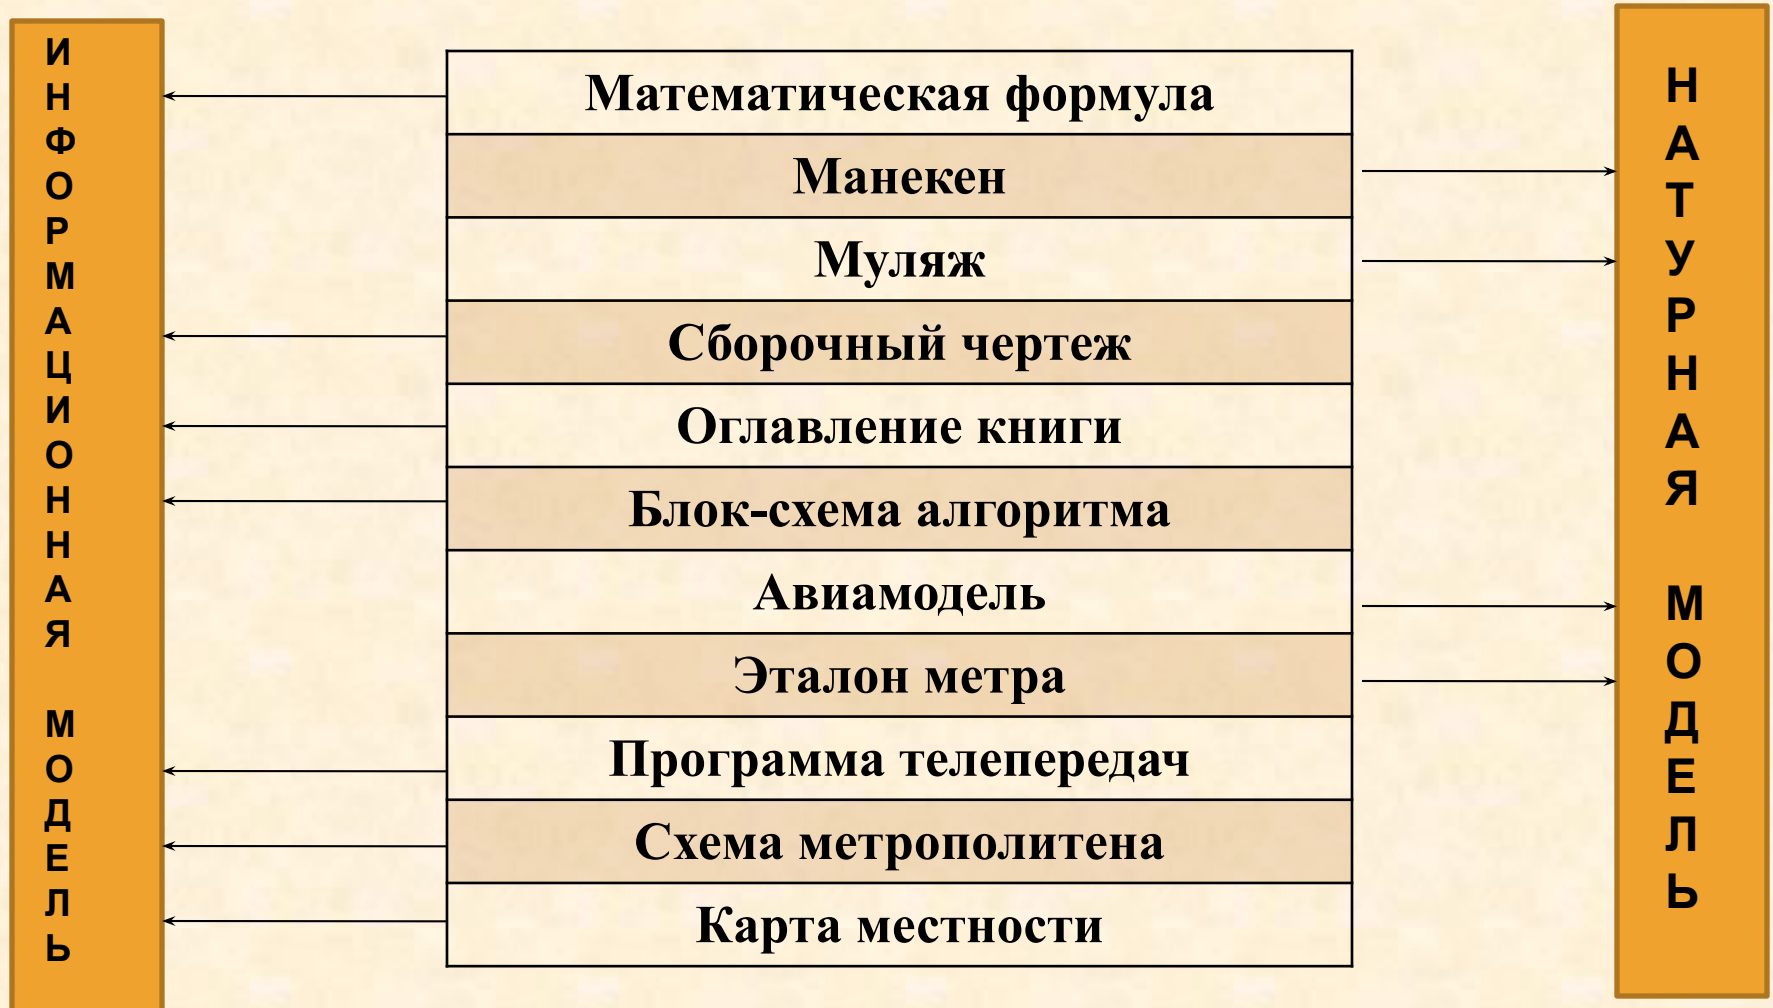 ИНФОРМАЦИОННАЯ МОДЕЛЬ
Математическая формула
Манекен
Муляж
Сборочный чертеж
Оглавление книги
Блок-схема алгоритма
Авиамодель
Эталон метра
Программа телепередач
Схема метрополитена
Карта местности
НАТУРНАЯ МОДЕЛЬ